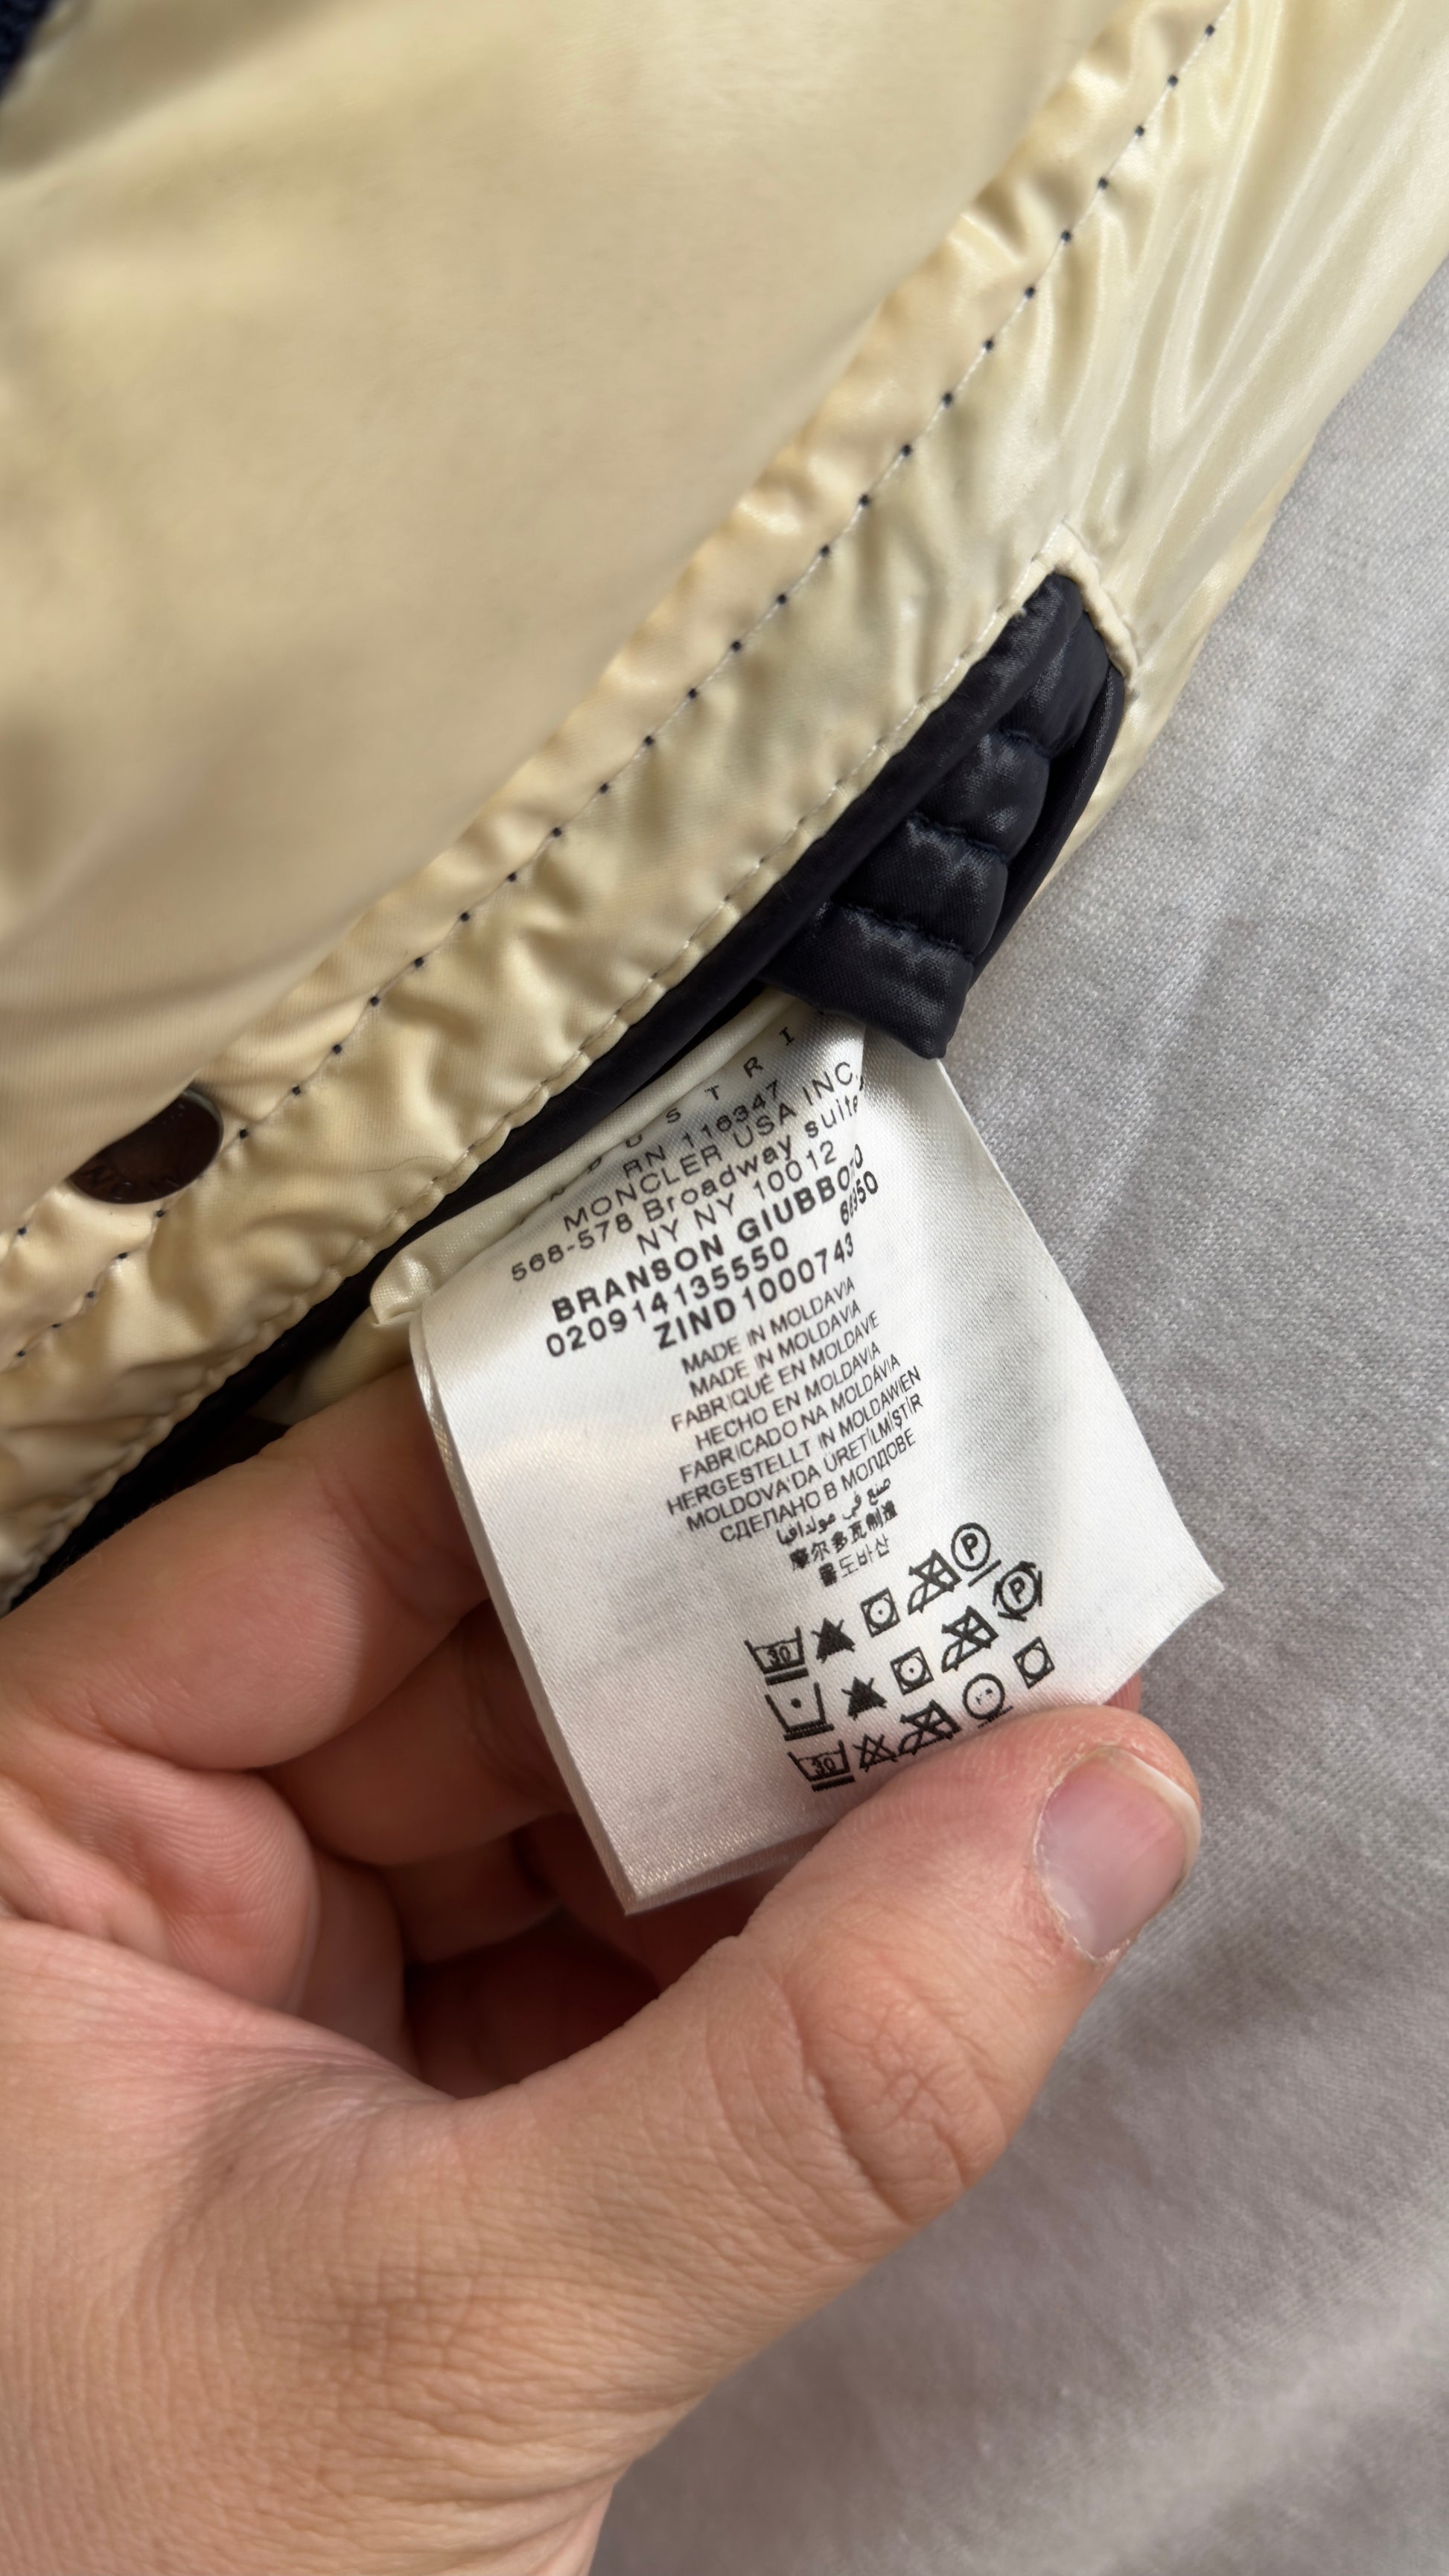 N D U S T R I
RN 116347
MONCLER USA INC.
568-578 Broadway suite
NY NY 10012
BRANSON GIUBBOTTO
020914135550
ZIND1000743
MADE IN MOLDAVIA
MADE IN MOLDAVIA
FABRIQUÉ EN MOLDAVIE
HECHO EN MOLDAVIA
FABRICADO NA MOLDÁVIA
HERGESTELLT IN MOLDAWIEN
MOLDOVA'DA ÜRETİLMİŞTİR
СДЕЛАНО В МОЛДОВЕ
صنع في مولدافيا
摩尔多瓦制造
몰도바산
30 P
P
30